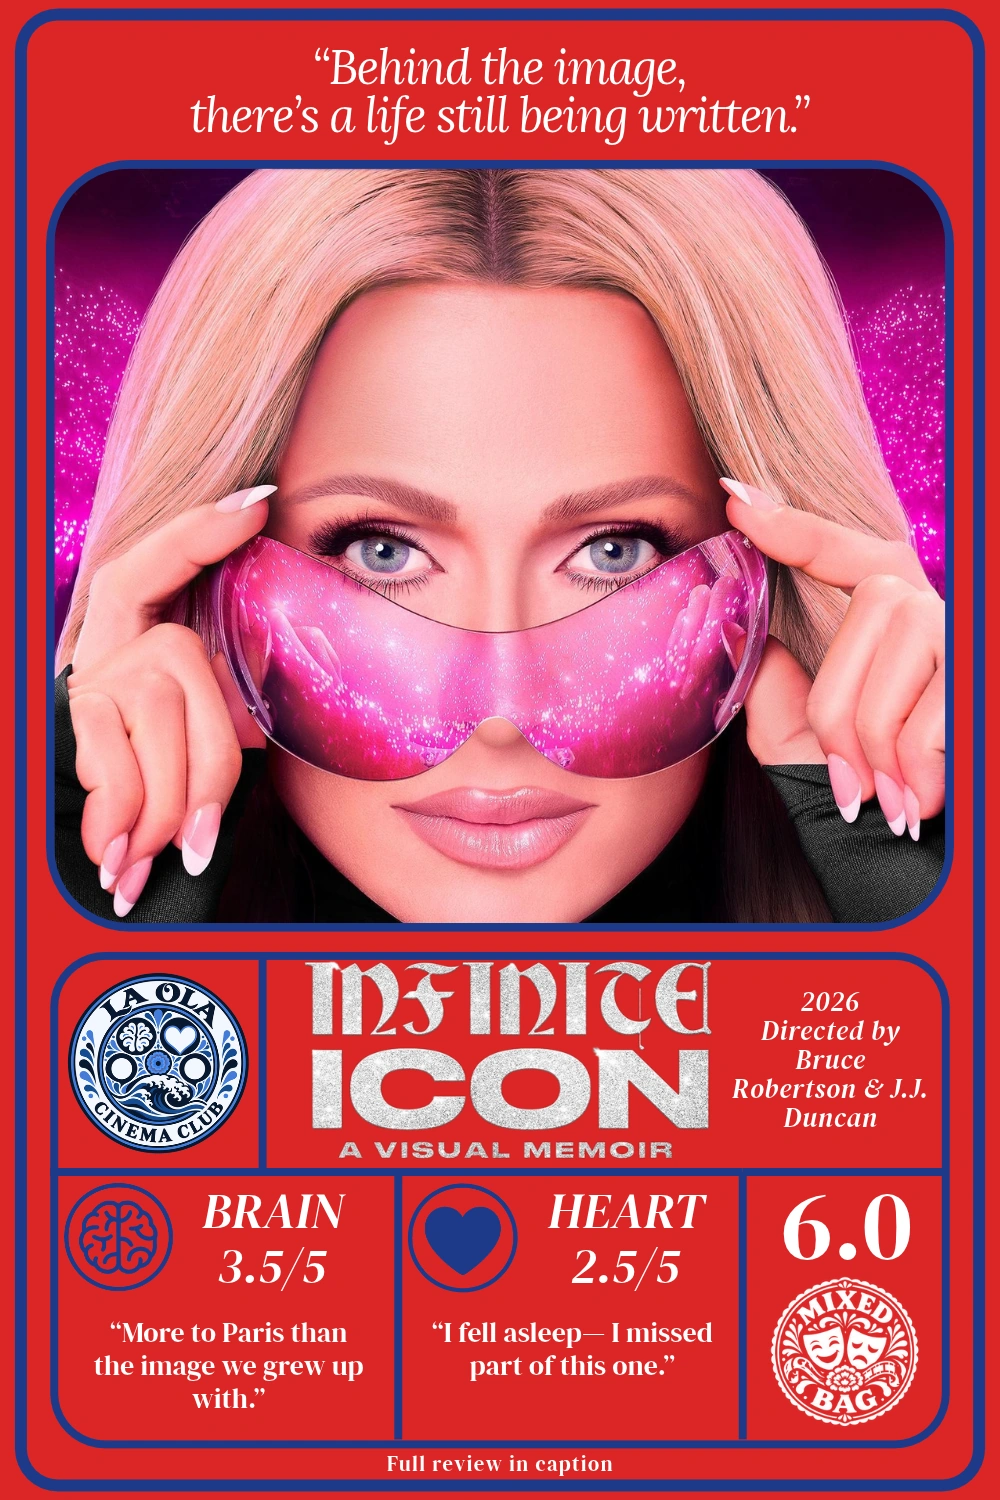 “Behind the image,
there’s a life still being written.”
LA OLA
CINEMA CLUB
INFINITE
ICON
A VISUAL MEMOIR
2026
Directed by
Bruce
Robertson & J.J.
Duncan
BRAIN
3.5/5
“More to Paris than
the image we grew up
with.”
HEART
2.5/5
“I fell asleep— I missed
part of this one.”
6.0
MIXED
BAG
Full review in caption